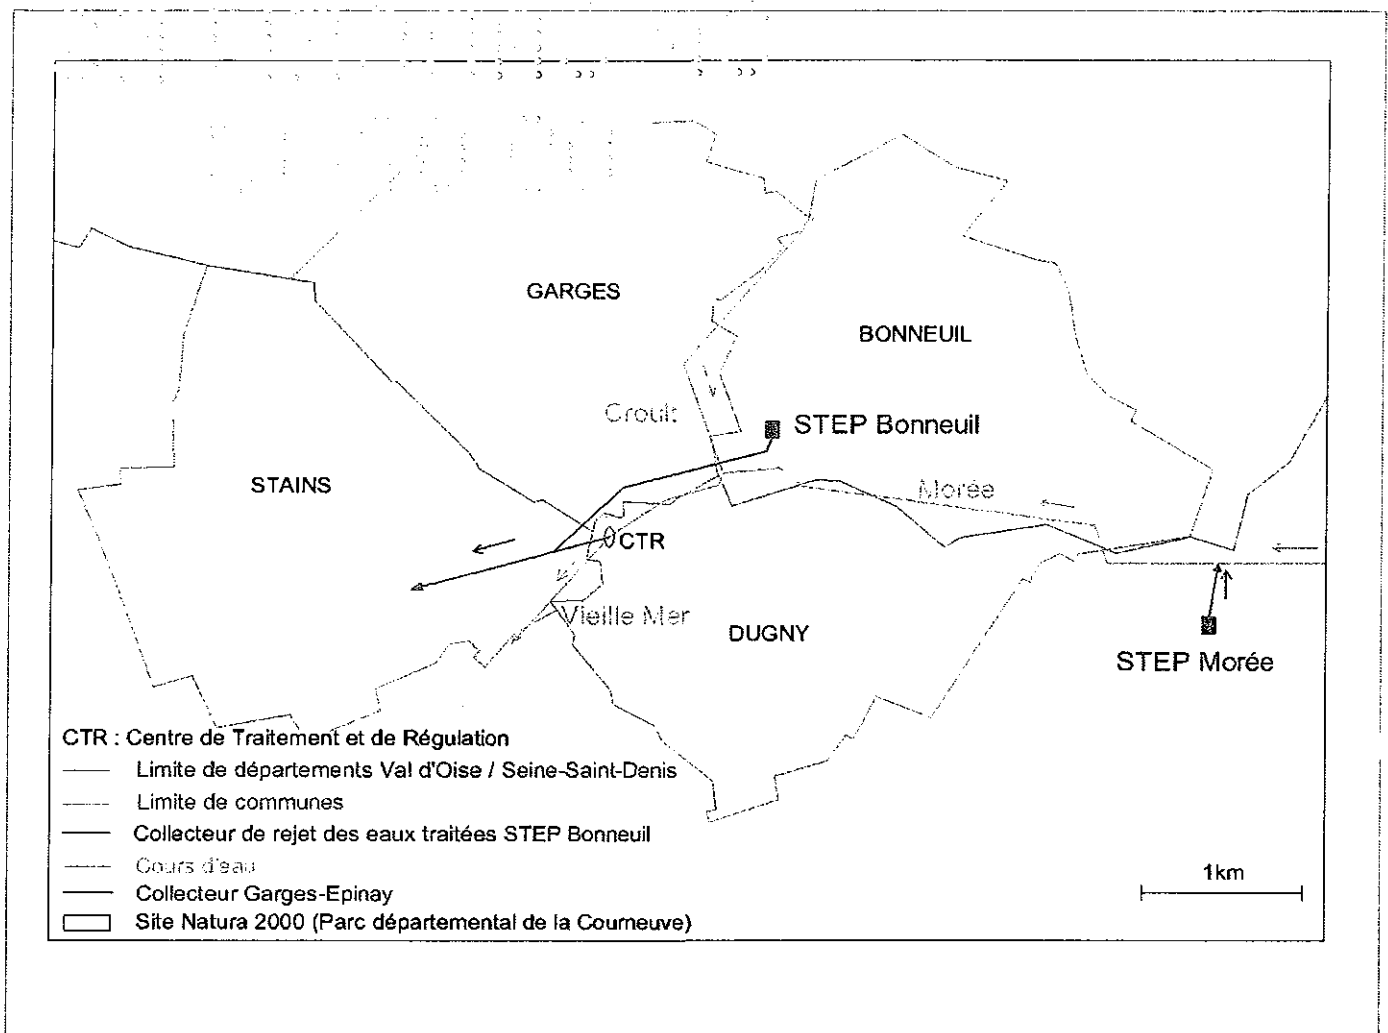 GARGES
BONNEUIL
Croult
STEP Bonneuil
STAINS
Morée
CTR
Vieille Mer
DUGNY
STEP Morée
CTR : Centre de Traitement et de Régulation
Limite de départements Val d'Oise / Seine-Saint-Denis
Limite de communes
Collecteur de rejet des eaux traitées STEP Bonneuil
Cours d'eau
Collecteur Garges-Epinay
1km
Site Natura 2000 (Parc départemental de la Courneuve)